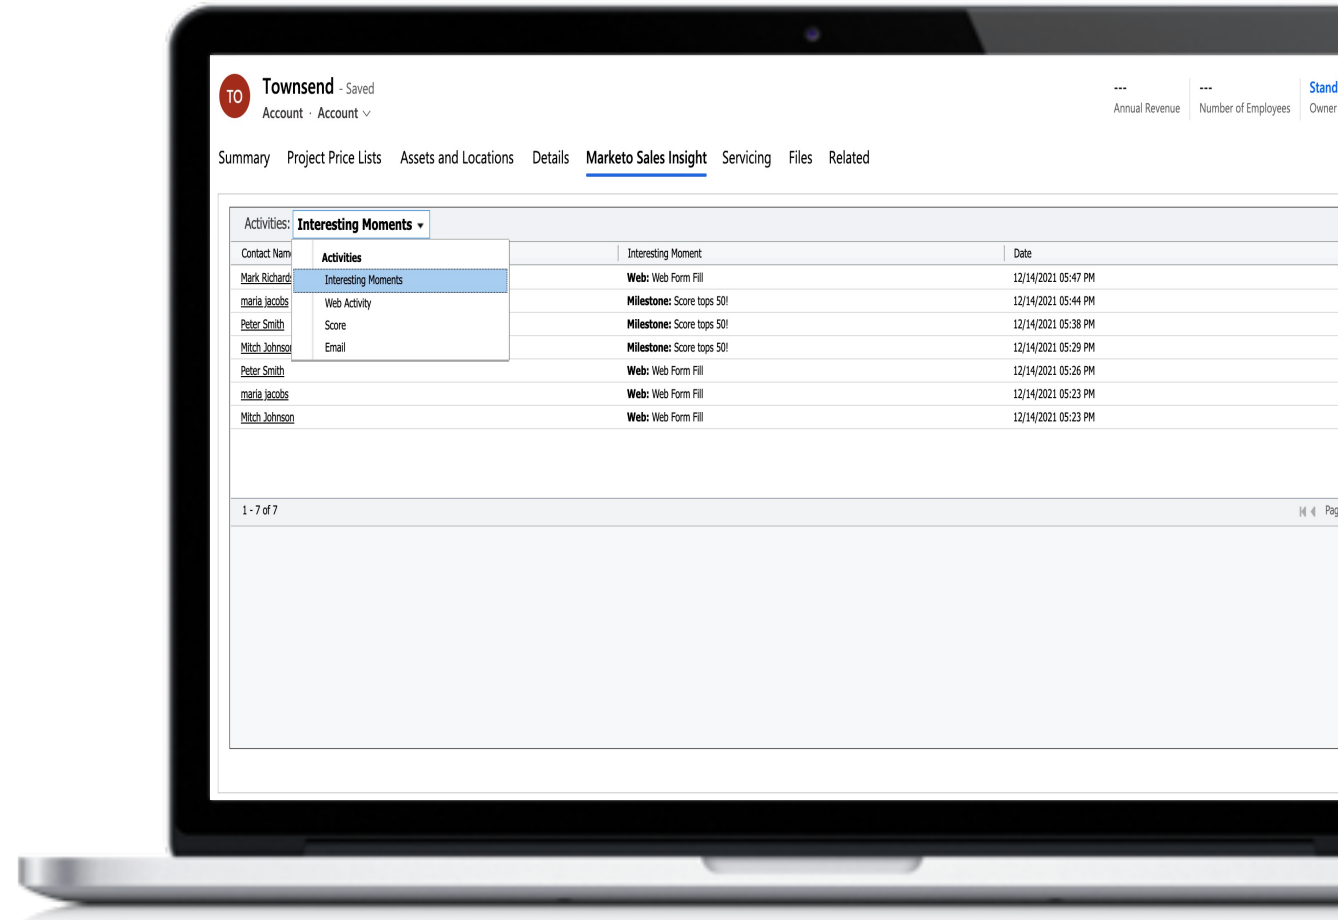 TO
Townsend - Saved
Account · Account
---
Annual Revenue
---
Number of Employees
Owner
Summary Project Price Lists Assets and Locations Details Marketo Sales Insight Servicing Files Related
Activities: Interesting Moments
Contact Interesting Moment Date
Activities
Interesting Moments
Web Activity
Score
Email
Mark Web: Web Form Fill 12/14/2021 05:47 PM
maria jacobs Milestone: Score tops 50! 12/14/2021 05:44 PM
Peter Smith Milestone: Score tops 50! 12/14/2021 05:38 PM
Mitch Milestone: Score tops 50! 12/14/2021 05:29 PM
Peter Smith Web: Web Form Fill 12/14/2021 05:26 PM
maria jacobs Web: Web Form Fill 12/14/2021 05:23 PM
Mitch Johnson Web: Web Form Fill 12/14/2021 05:23 PM
1 - 7 of 7